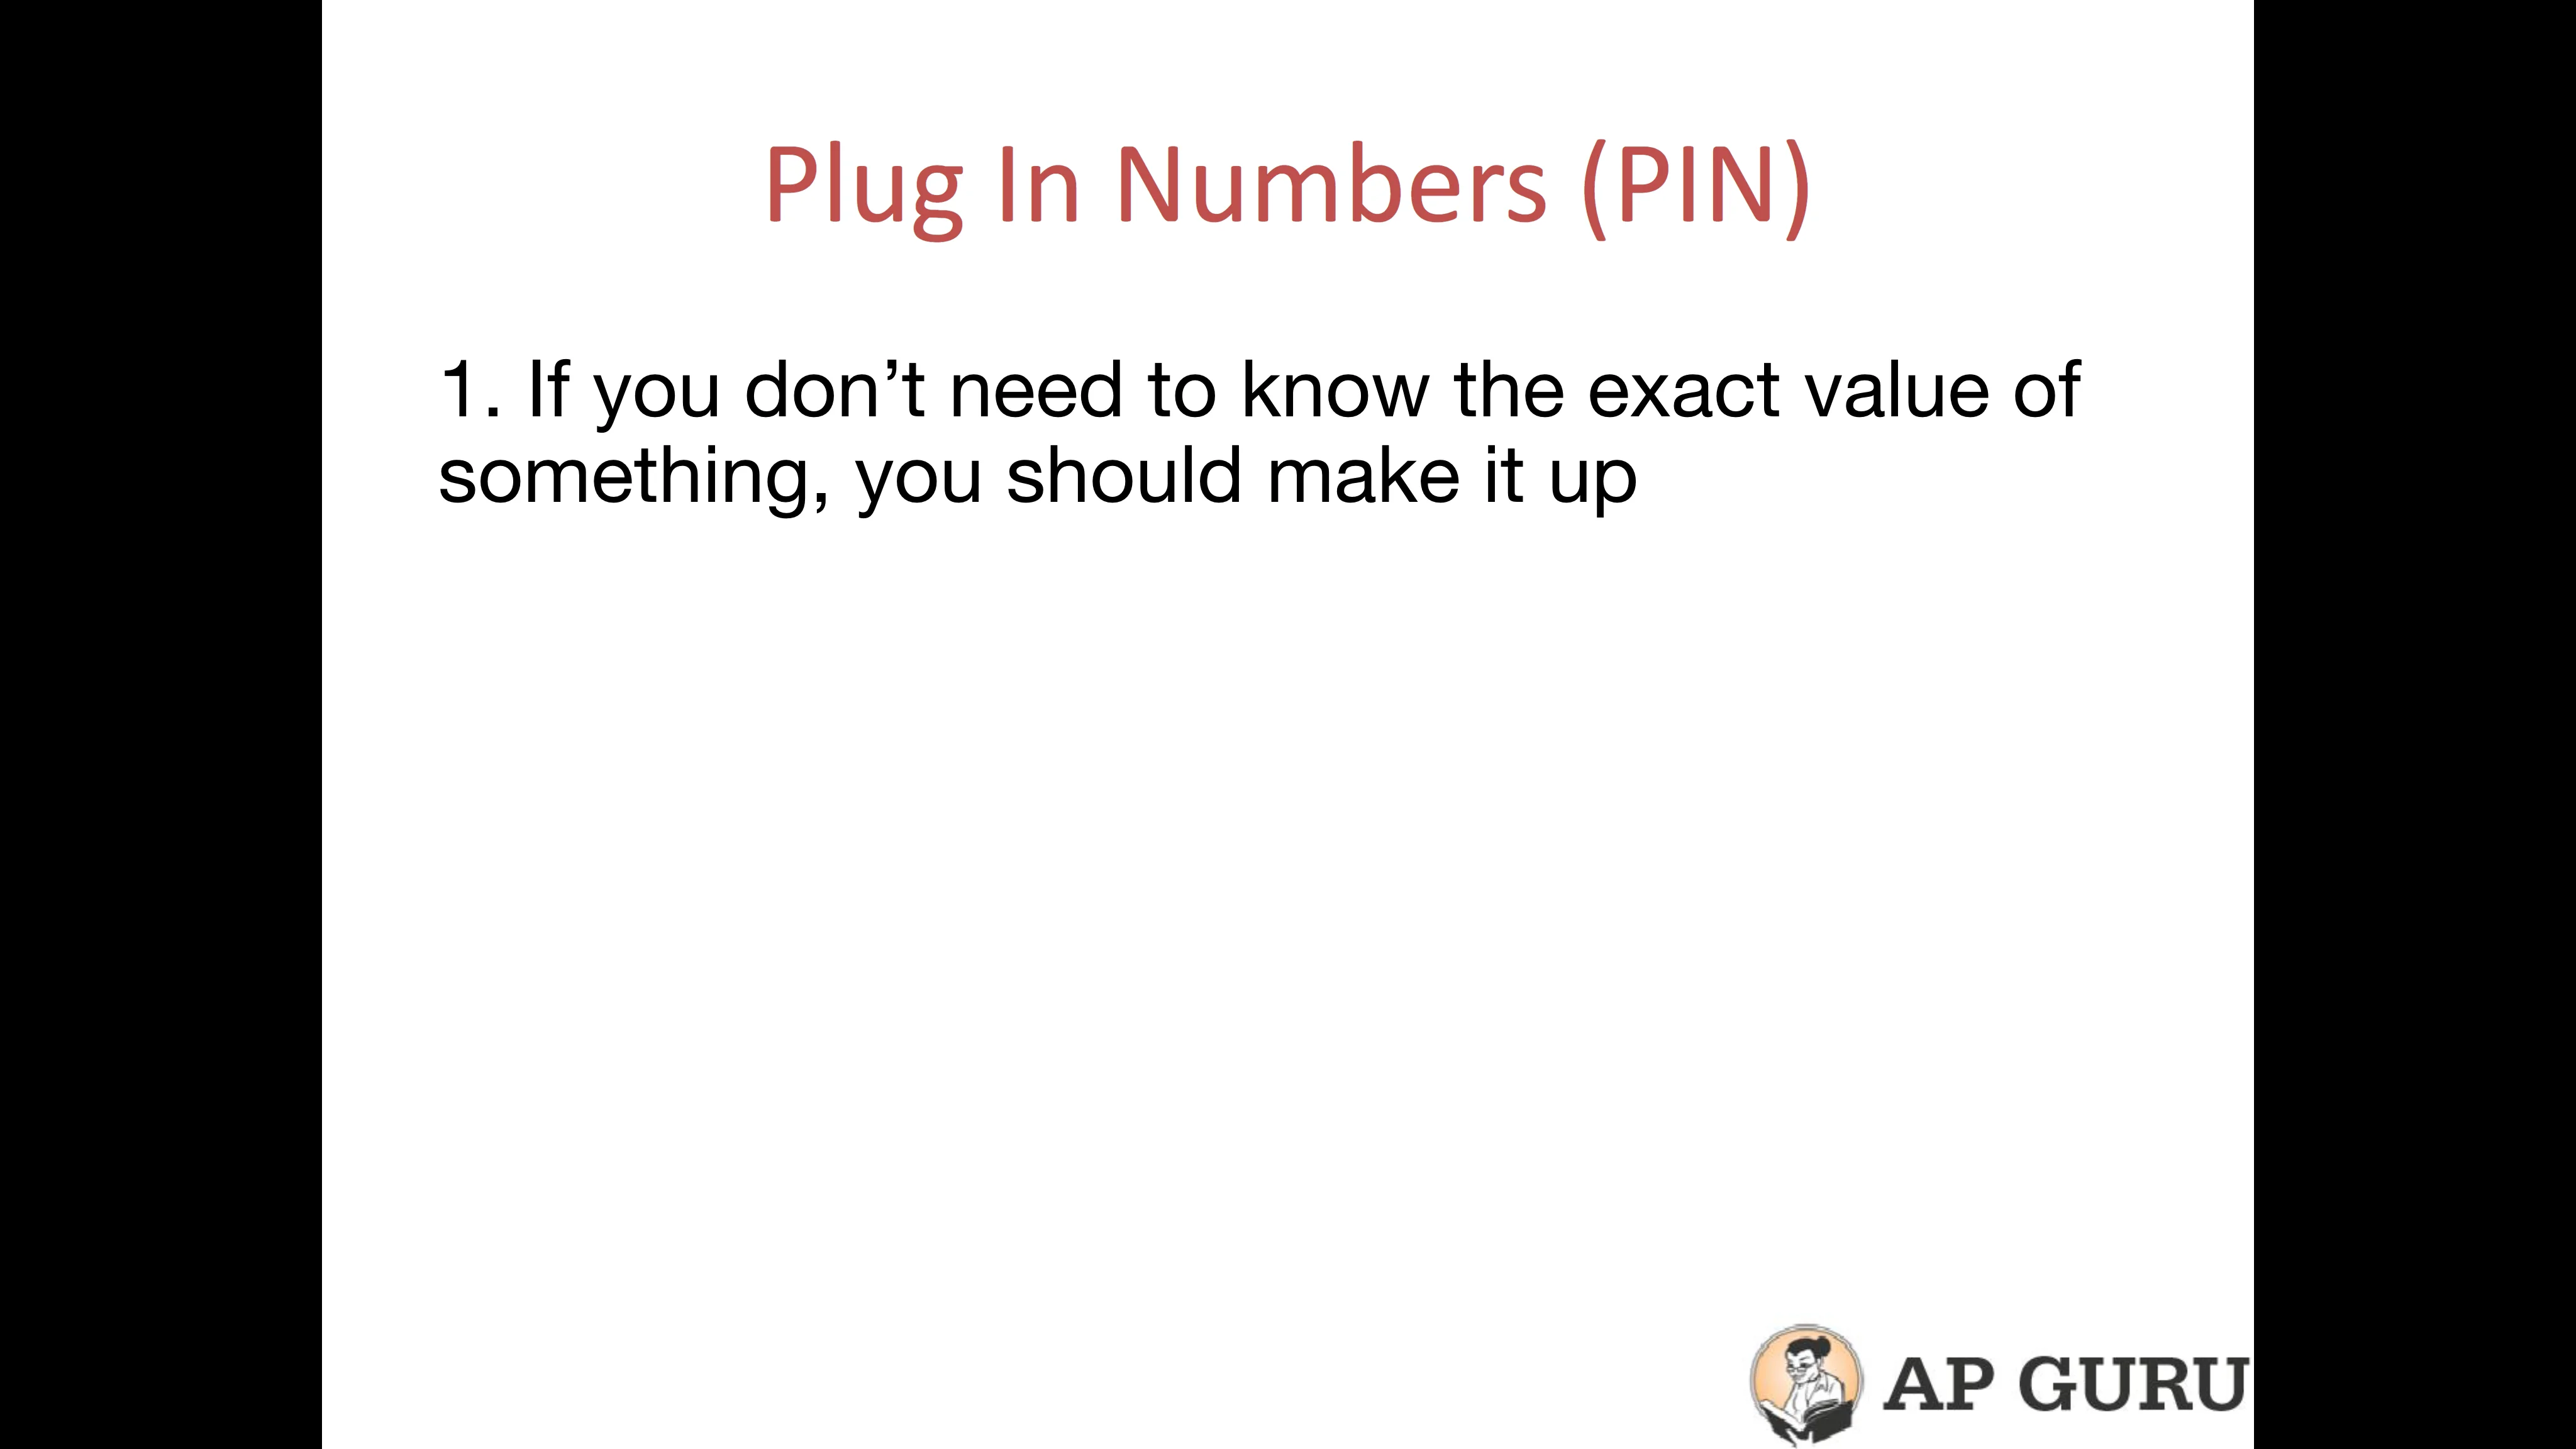 Plug In Numbers (PIN)
1. If you don’t need to know the exact value of
something, you should make it up
AP GURU